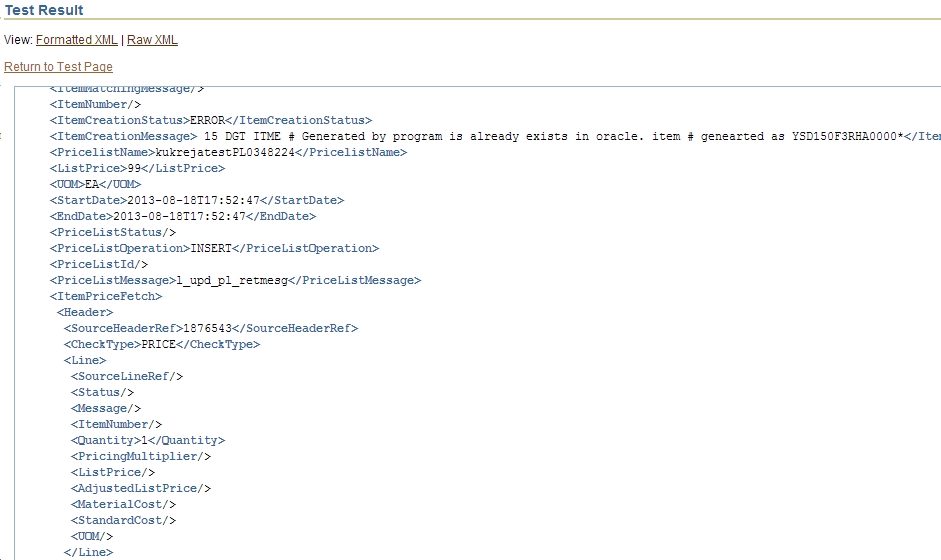 Test Result
View: Formatted XML | Raw XML
Return to Test Page
<ItemMatchingMessage/>
<ItemNumber/>
<ItemCreationStatus>ERROR</ItemCreationStatus>
<ItemCreationMessage> 15 DGT ITME # Generated by program is already exists in oracle. item # genearted as YSD150F3RHA0000*</Iter
<PricelistName>kukrejatestPL0348224</PricelistName>
<ListPrice>99</ListPrice>
<UOM>EA</UOM>
<StartDate>2013-08-18T17:52:47</StartDate>
<EndDate>2013-08-18T17:52:47</EndDate>
<PriceListStatus/>
<PriceListOperation>INSERT</PriceListOperation>
<PriceListId/>
<PriceListMessage>l_upd_pl_retmesg</PriceListMessage>
<ItemPriceFetch>
<Header>
<SourceHeaderRef>1876543</SourceHeaderRef>
<CheckType>PRICE</CheckType>
<Line>
<SourceLineRef/>
<Status/>
<Message/>
<ItemNumber/>
<Quantity>1</Quantity>
<PricingMultiplier/>
<ListPrice/>
<AdjustedListPrice/>
<MaterialCost/>
<StandardCost/>
<UOM/>
</Line>